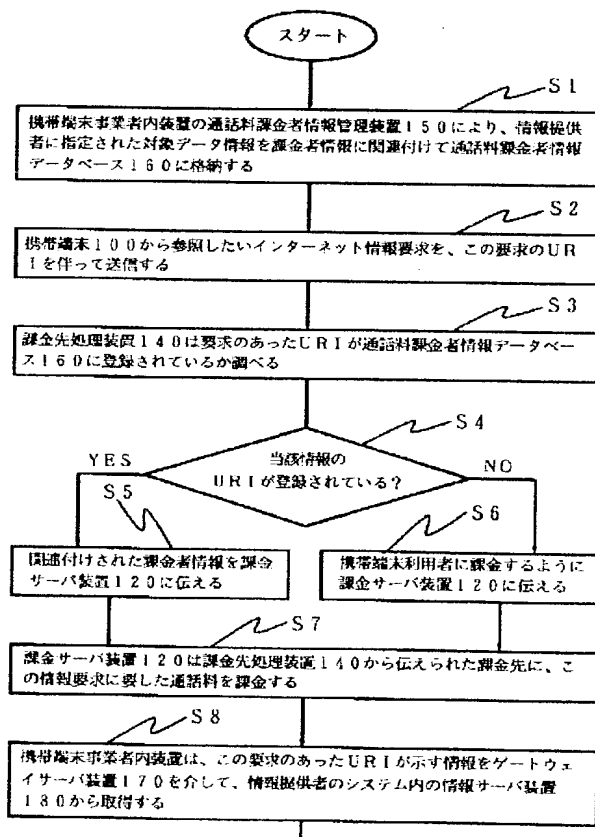 スタート
S1
携帯端末事業者内装置の通話料課金者情報管理装置150により、情報提供
者に指定された対象データ情報を課金者情報に関連付けて通話料課金者情報
データベース160に格納する
S2
携帯端末100から参照したいインターネット情報要求を、この要求のUR
Iを伴って送信する
S3
課金先処理装置140は要求のあったURIが通話料課金者情報データベー
ス160に登録されているか調べる
S4
当該情報の
URIが登録されている?
YES
NO
S5
S6
関連付けされた課金者情報を課金
サーバ装置120に伝える
携帯端末利用者に課金するように
課金サーバ装置120に伝える
S7
課金サーバ装置120は課金先処理装置140から伝えられた課金先に、こ
の情報要求に要した通話料を課金する
S8
携帯端末事業者内装置は、この要求のあったURIが示す情報をゲートウェ
イサーバ装置170を介して、情報提供者のシステム内の情報サーバ装置
180から取得する